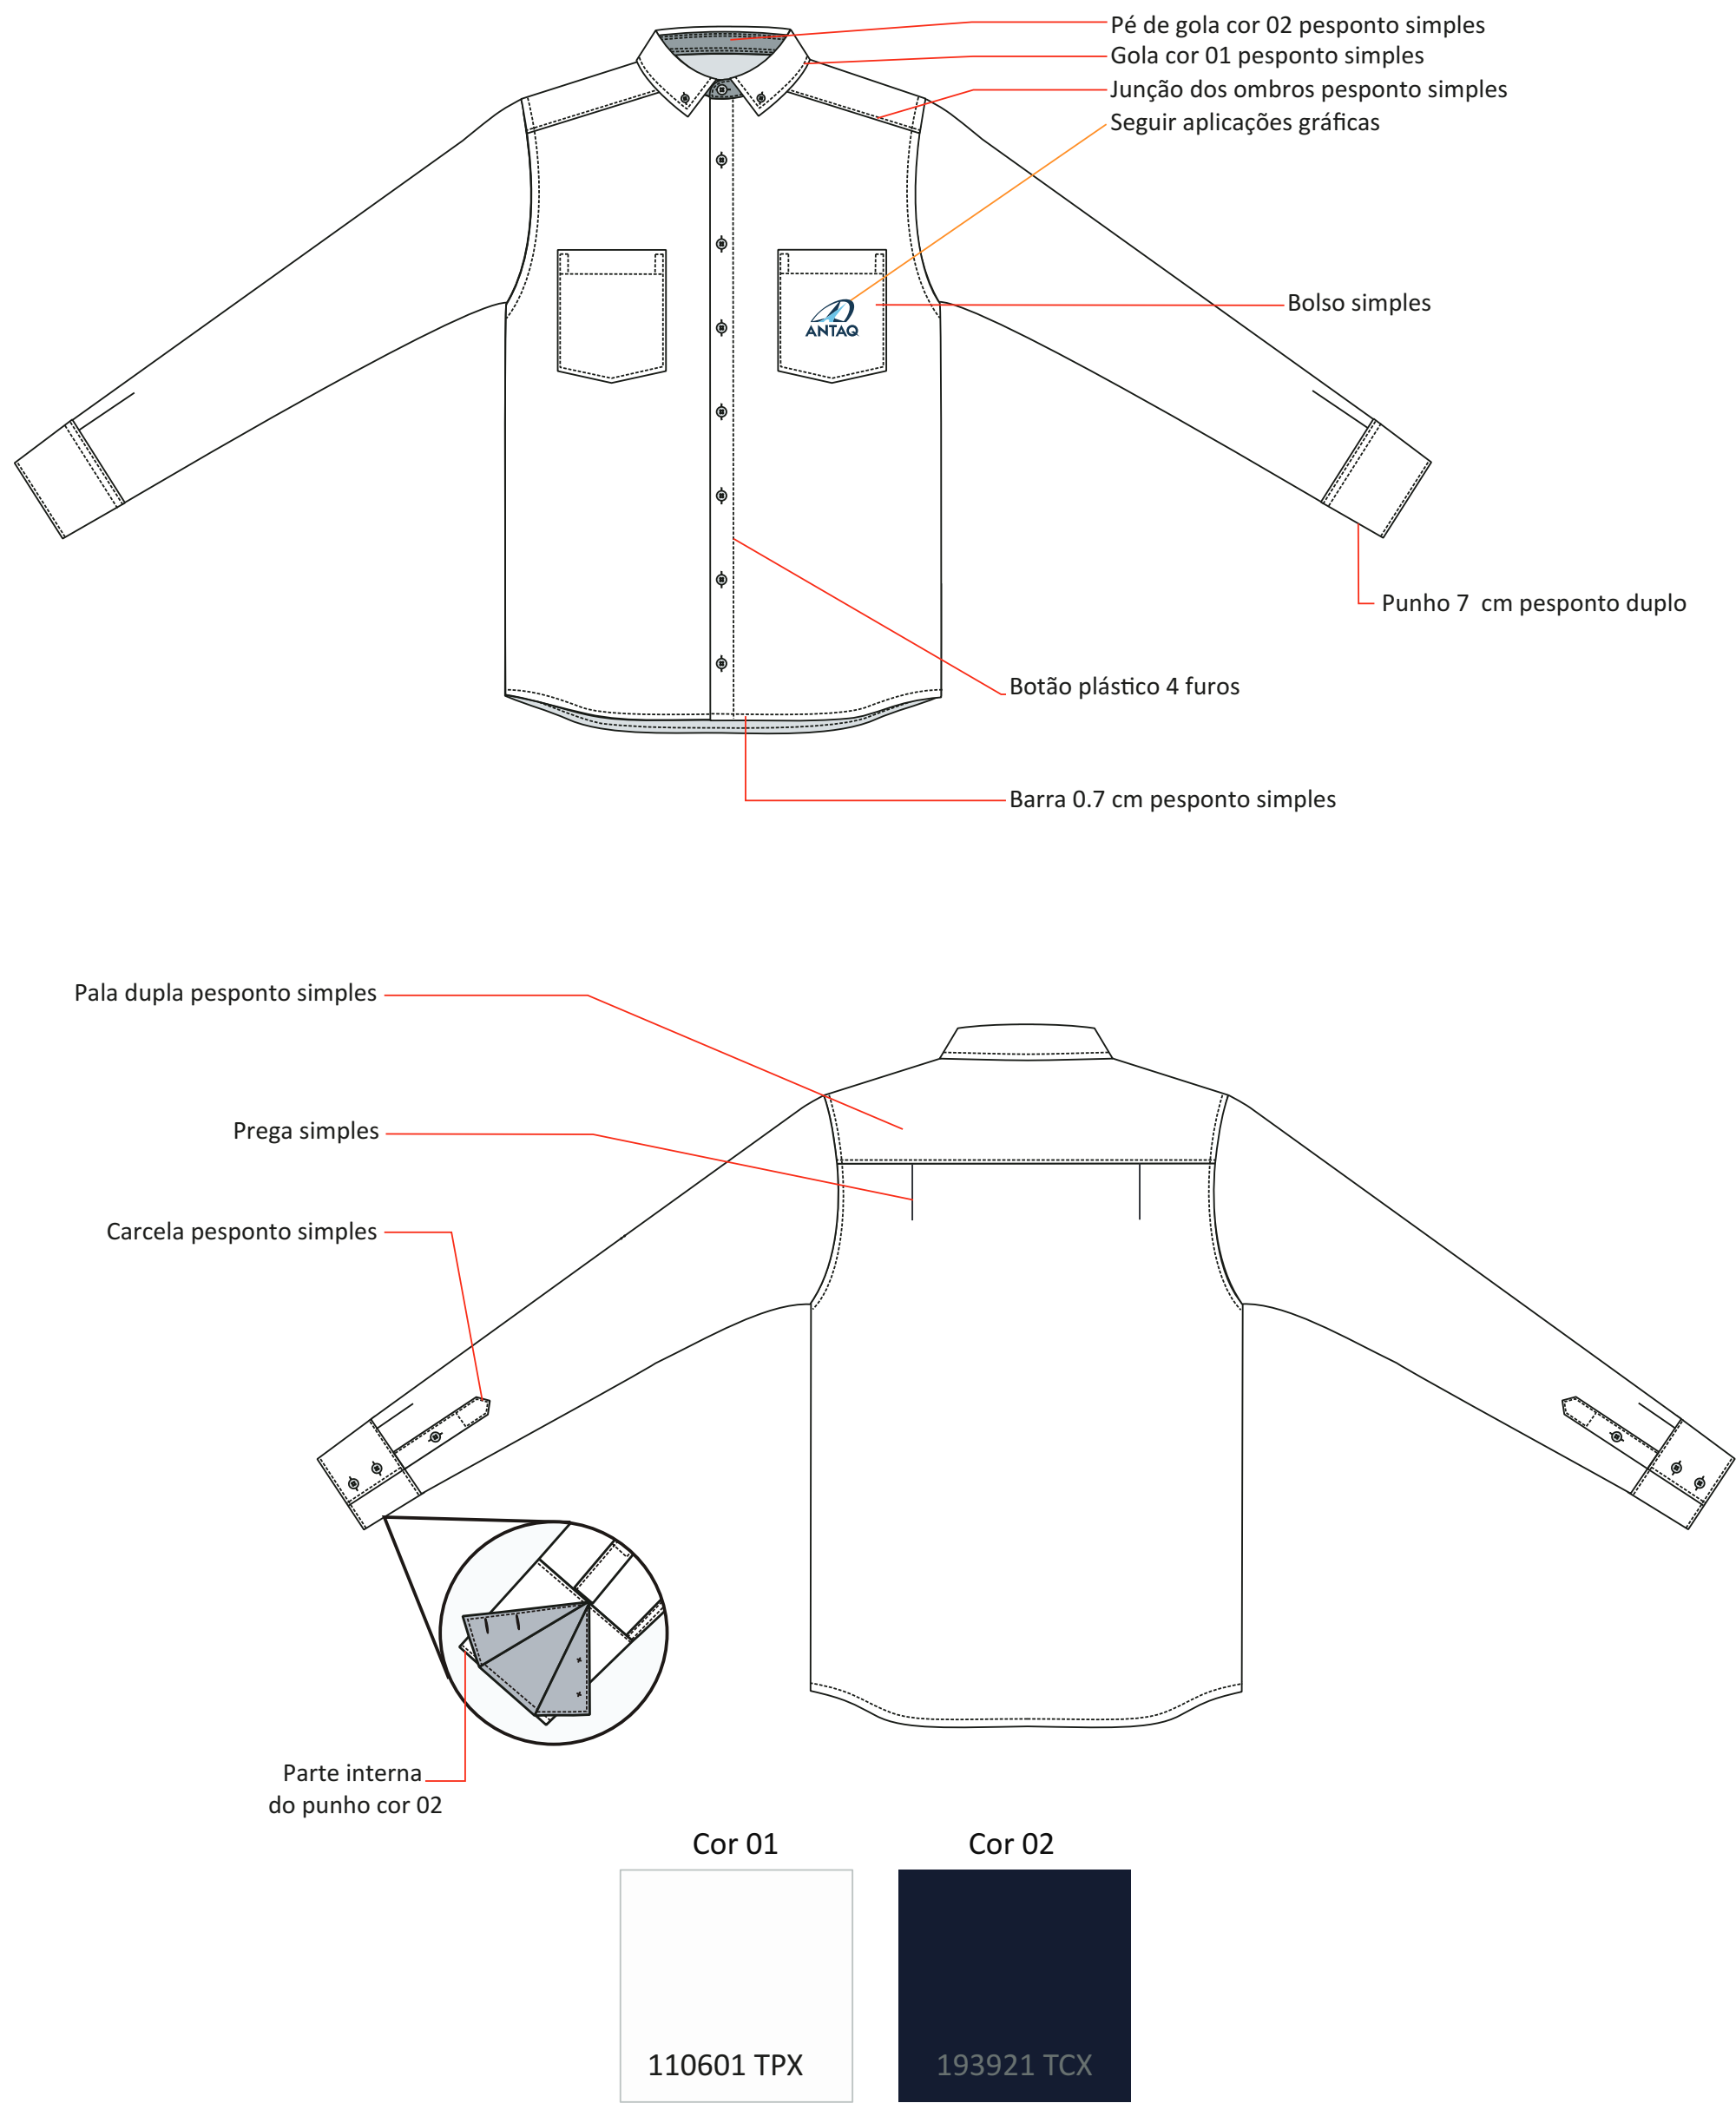 Pé de gola cor 02 pesponto simples
Gola cor 01 pesponto simples
Junção dos ombros pesponto simples
Seguir aplicações gráficas
Bolso simples
ANTAQ
Punho 7 cm pesponto duplo
Botão plástico 4 furos
Barra 0.7 cm pesponto simples
Pala dupla pesponto simples
Prega simples
Carcela pesponto simples
Parte interna
do punho cor 02
Cor 01
Cor 02
110601 TPX
193921 TCX